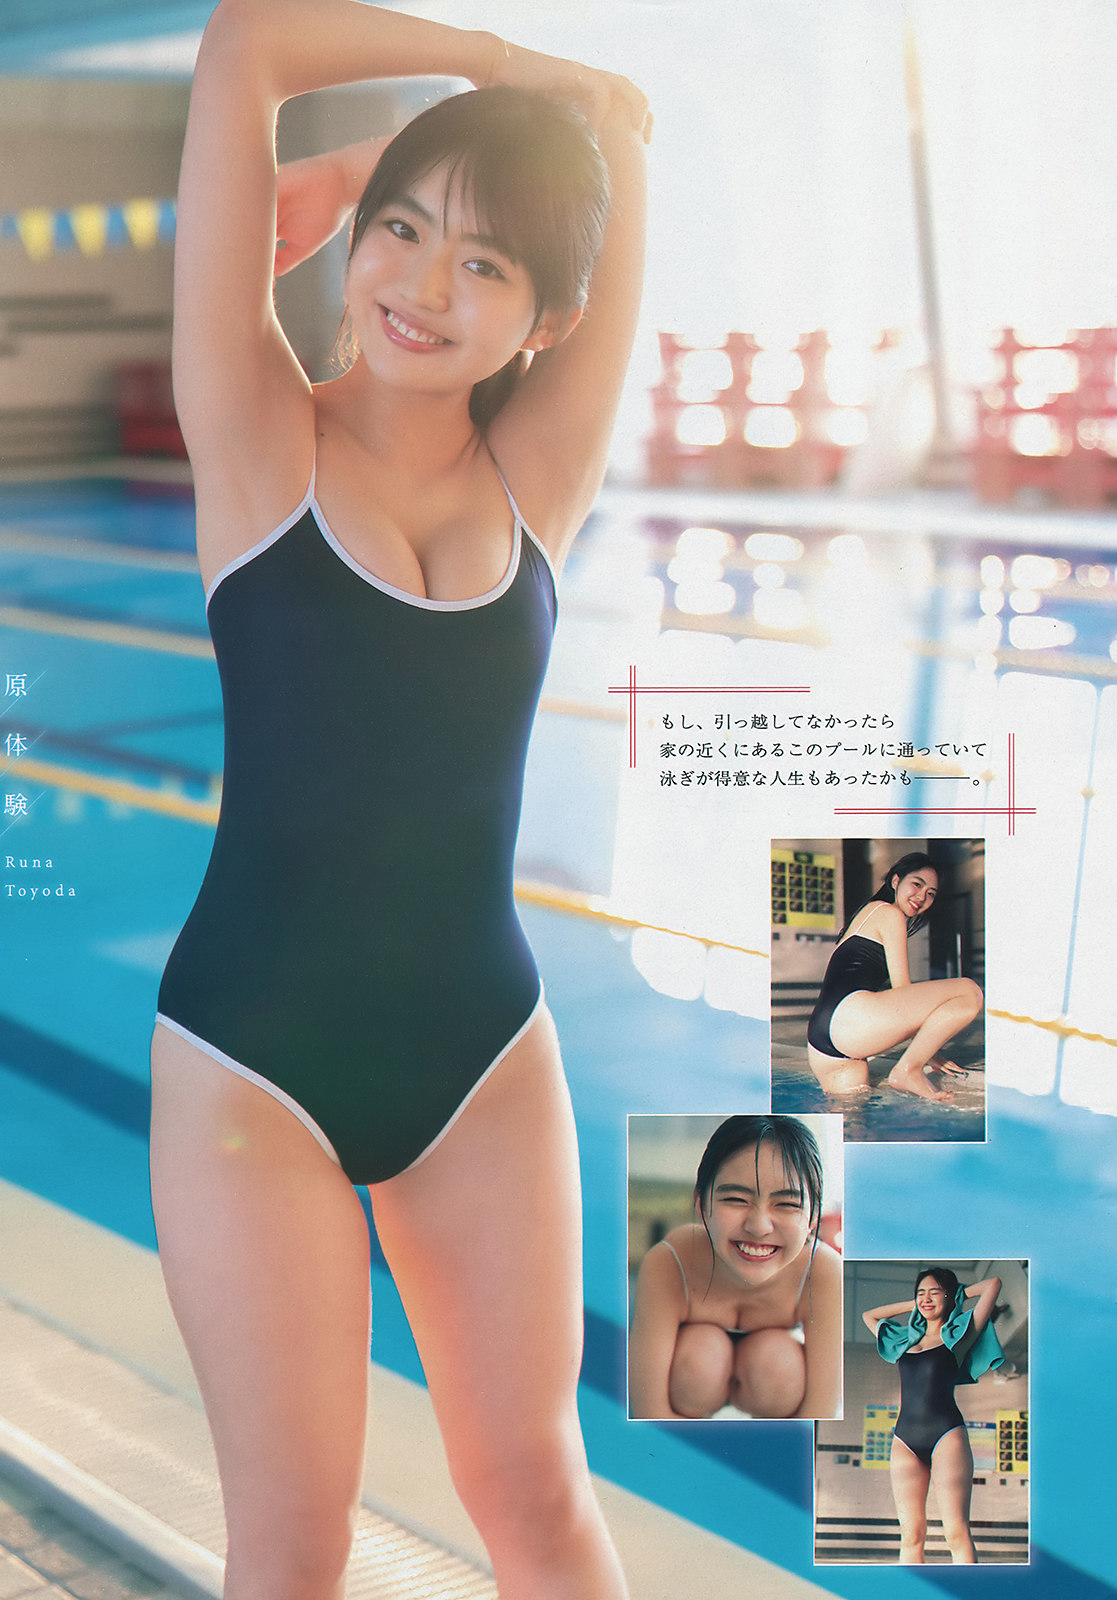 原体験
Runa
Toyoda
もし、引っ越してなかったら
家の近くにあるこのプールに通っていて
泳ぎが得意な人生もあったかも───。